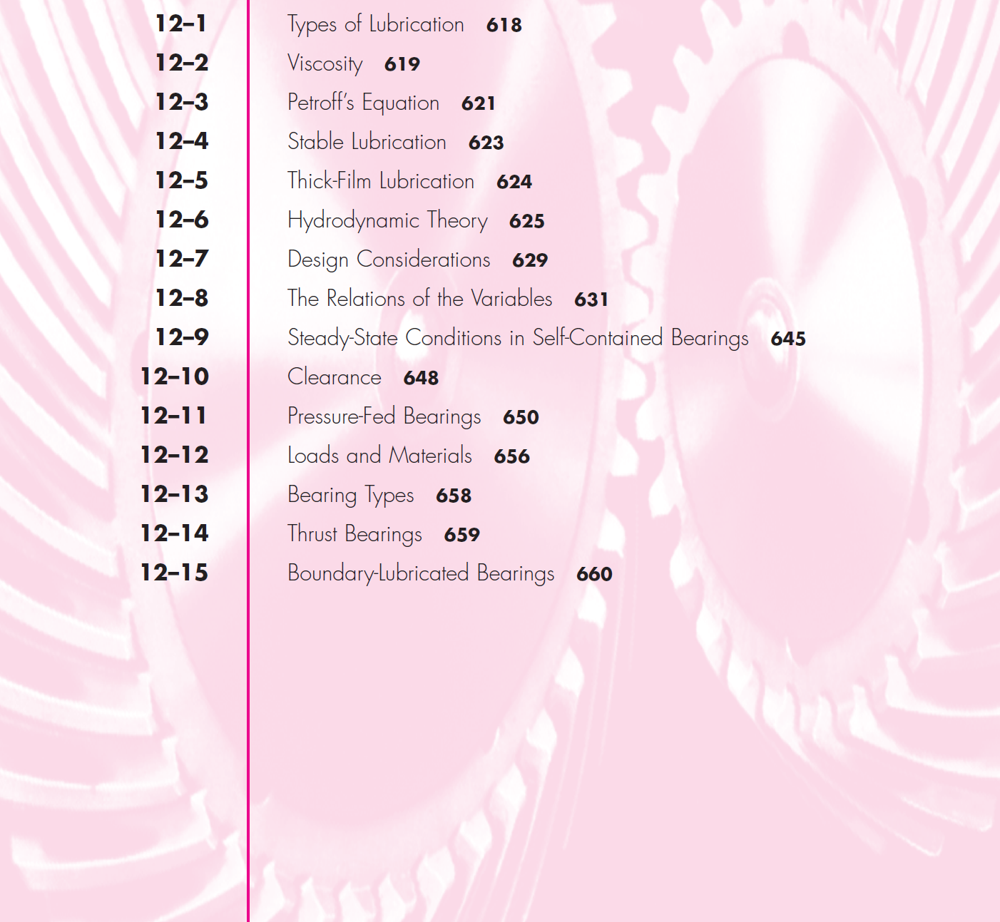 12–1 Types of Lubrication 618
12–2 Viscosity 619
12–3 Petroff’s Equation 621
12–4 Stable Lubrication 623
12–5 Thick-Film Lubrication 624
12–6 Hydrodynamic Theory 625
12–7 Design Considerations 629
12–8 The Relations of the Variables 631
12–9 Steady-State Conditions in Self-Contained Bearings 645
12–10 Clearance 648
12–11 Pressure-Fed Bearings 650
12–12 Loads and Materials 656
12–13 Bearing Types 658
12–14 Thrust Bearings 659
12–15 Boundary-Lubricated Bearings 660